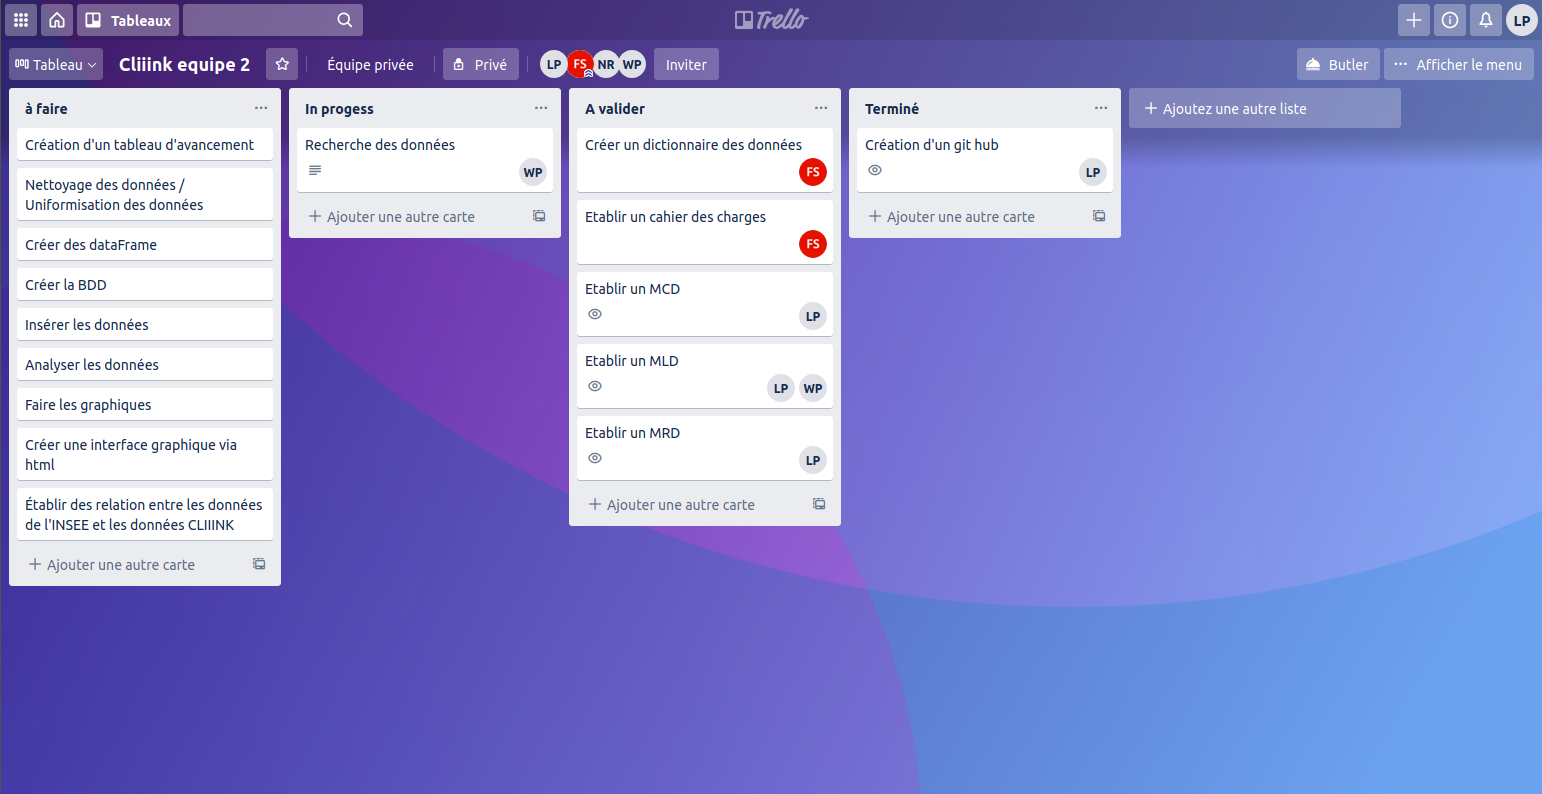 Tableaux
Trello
LP
Tableau
Cliiink equipe 2
Équipe privée
Privé
LP FS NR WP
Inviter
Butler
Afficher le menu
à faire
Création d'un tableau d'avancement
Nettoyage des données /
Uniformisation des données
Créer des dataFrame
Créer la BDD
Insérer les données
Analyser les données
Faire les graphiques
Créer une interface graphique via
html
Établir des relation entre les données
de l'INSEE et les données CLIIINK
Ajouter une autre carte
In progess
Recherche des données
WP
Ajouter une autre carte
A valider
Créer un dictionnaire des données
FS
Etablir un cahier des charges
FS
Etablir un MCD
LP
Etablir un MLD
LP WP
Etablir un MRD
LP
Ajouter une autre carte
Terminé
Création d'un git hub
LP
Ajouter une autre carte
Ajoutez une autre liste